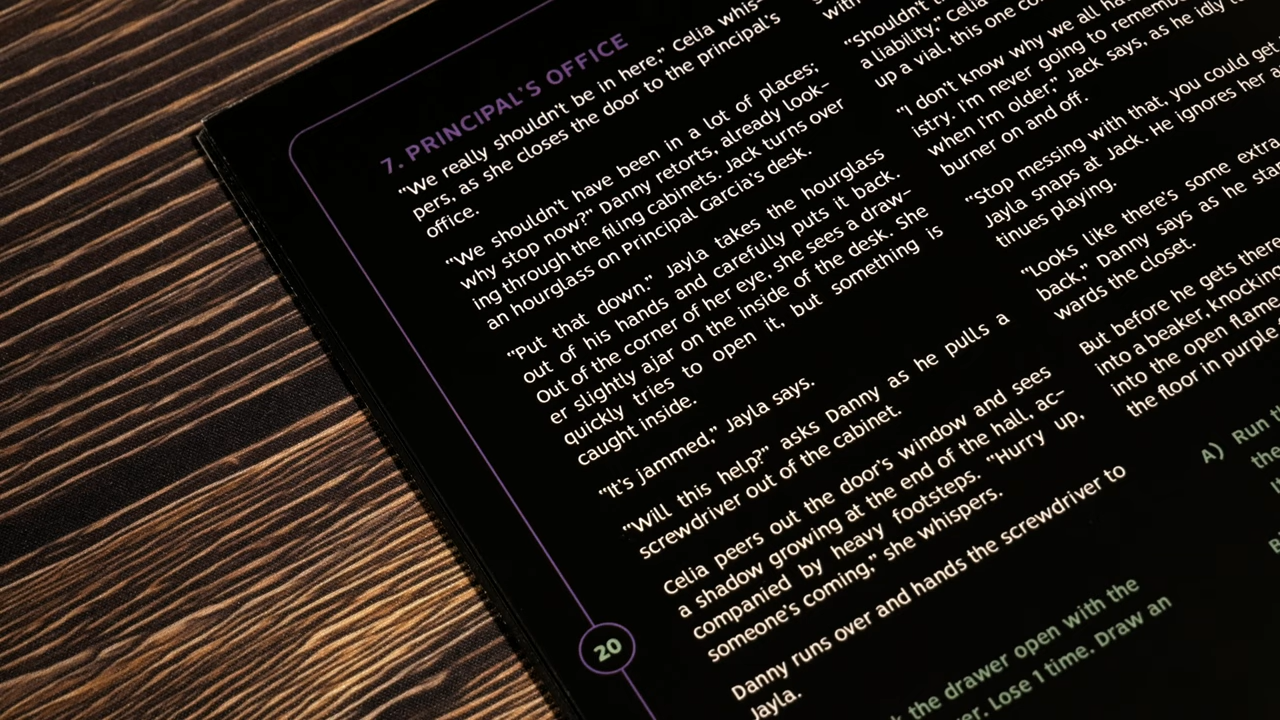 7. PRINCIPAL'S OFFICE
"We really shouldn't be in here," Celia whis-
pers, as she closes the door to the principal's
office.
"We shouldn't have been in a lot of places;
why stop now?" Danny retorts, already look-
ing through the filing cabinets. Jack turns over
an hourglass on Principal Garcia's desk.
"Put that down," Jayla takes the hourglass
out of his hands and carefully puts it back.
Out of the corner of her eye, she sees a draw-
er slightly ajar on the inside of the desk. She
quickly tries to open it, but something is
caught inside.
"It's jammed," Jayla says.
"Will this help?" asks Danny as he pulls a
screwdriver out of the cabinet.
Celia peers out the door's window and sees
a shadow growing at the end of the hall, ac-
companied by heavy footsteps. "Hurry up,
someone's coming," she whispers.
Danny runs over and hands the screwdriver to
Jayla.
the drawer open with the
Lose 1 time. Draw an
20
with
"Shouldn't
a liability," Celia
up a vial, this one
"I don't know why we all
istry. I'm never going to remember
when I'm older," Jack says, as he idly
burner on and off.
"Stop messing with that, you could get
Jayla snaps at Jack. He ignores her
tinues playing.
"Looks like there's some extra
back," Danny says as he
wards the closet.
But before he gets there
into a beaker, knocking
into the open flame
the floor in purple
A) Run